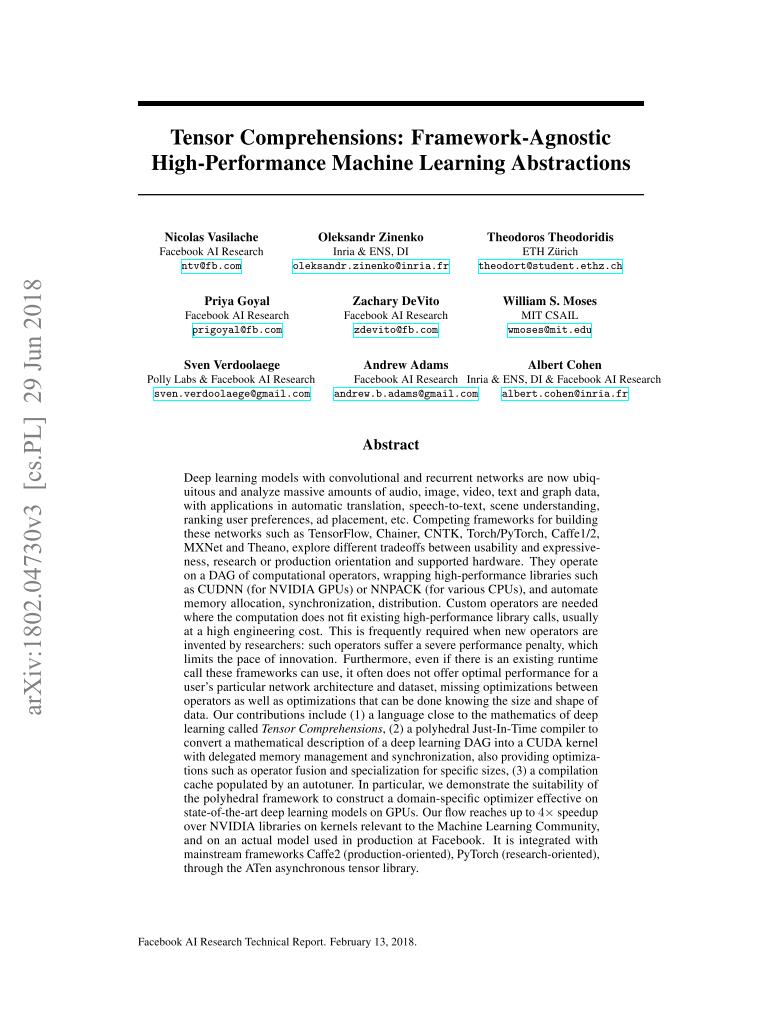 Tensor Comprehensions: Framework-Agnostic
High-Performance Machine Learning Abstractions
Nicolas Vasilache
Facebook AI Research
ntv@fb.com
Oleksandr Zinenko
Inria & ENS, DI
oleksandr.zinenko@inria.fr
Theodoros Theodoridis
ETH Zürich
theodort@student.ethz.ch
Priya Goyal
Facebook AI Research
prigoyal@fb.com
Zachary DeVito
Facebook AI Research
zdevito@fb.com
William S. Moses
MIT CSAIL
wmoses@mit.edu
Sven Verdoolaege
Polly Labs & Facebook AI Research
sven.verdoolaege@gmail.com
Andrew Adams
Facebook AI Research
andrew.b.adams@gmail.com
Albert Cohen
Inria & ENS, DI & Facebook AI Research
albert.cohen@inria.fr
Abstract
Deep learning models with convolutional and recurrent networks are now ubiq-
uitous and analyze massive amounts of audio, image, video, text and graph data,
with applications in automatic translation, speech-to-text, scene understanding,
ranking user preferences, ad placement, etc. Competing frameworks for building
these networks such as TensorFlow, Chainer, CNTK, Torch/PyTorch, Caffe1/2,
MXNet and Theano, explore different tradeoffs between usability and expressive-
ness, research or production orientation and supported hardware. They operate
on a DAG of computational operators, wrapping high-performance libraries such
as CUDNN (for NVIDIA GPUs) or NNPACK (for various CPUs), and automate
memory allocation, synchronization, distribution. Custom operators are needed
where the computation does not fit existing high-performance library calls, usually
at a high engineering cost. This is frequently required when new operators are
invented by researchers: such operators suffer a severe performance penalty, which
limits the pace of innovation. Furthermore, even if there is an existing runtime
call these frameworks can use, it often does not offer optimal performance for a
user's particular network architecture and dataset, missing optimizations between
operators as well as optimizations that can be done knowing the size and shape of
data. Our contributions include (1) a language close to the mathematics of deep
learning called Tensor Comprehensions, (2) a polyhedral Just-In-Time compiler to
convert a mathematical description of a deep learning DAG into a CUDA kernel
with delegated memory management and synchronization, also providing optimiza-
tions such as operator fusion and specialization for specific sizes, (3) a compilation
cache populated by an autotuner. In particular, we demonstrate the suitability of
the polyhedral framework to construct a domain-specific optimizer effective on
state-of-the-art deep learning models on GPUs. Our flow reaches up to 4× speedup
over NVIDIA libraries on kernels relevant to the Machine Learning Community,
and on an actual model used in production at Facebook. It is integrated with
mainstream frameworks Caffe2 (production-oriented), PyTorch (research-oriented),
through the ATen asynchronous tensor library.
Facebook AI Research Technical Report. February 13, 2018.
arXiv:1802.04730v3 [cs.PL] 29 Jun 2018